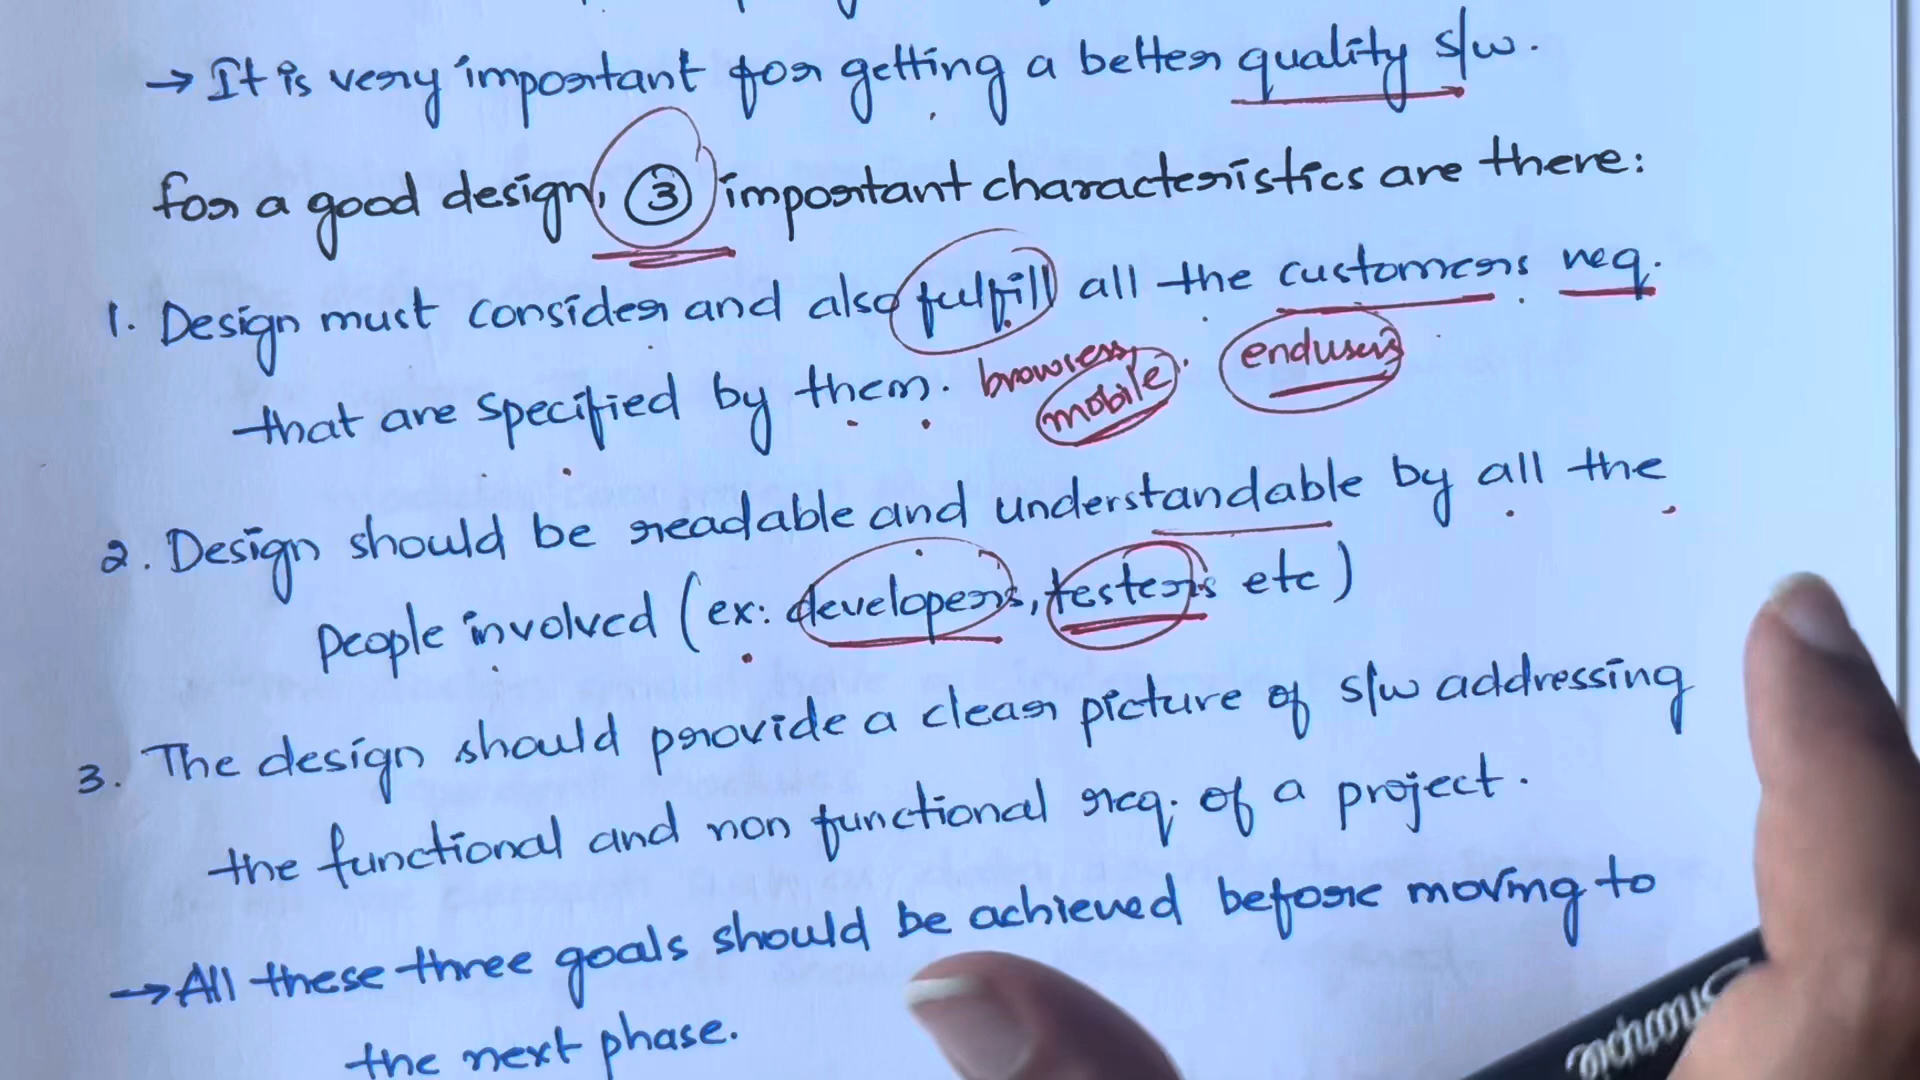 → It is very important for getting a better quality s/w.
for a good design, ③ important characteristics are there:
1. Design must consider and also fulfill all the customers req.
that are specified by them. browsers, mobile. endusers
2. Design should be readable and understandable by all the
people involved (ex: developers, testers etc)
3. The design should provide a clear picture of s/w addressing
the functional and non functional req. of a project.
→ All these three goals should be achieved before moving to
the next phase.